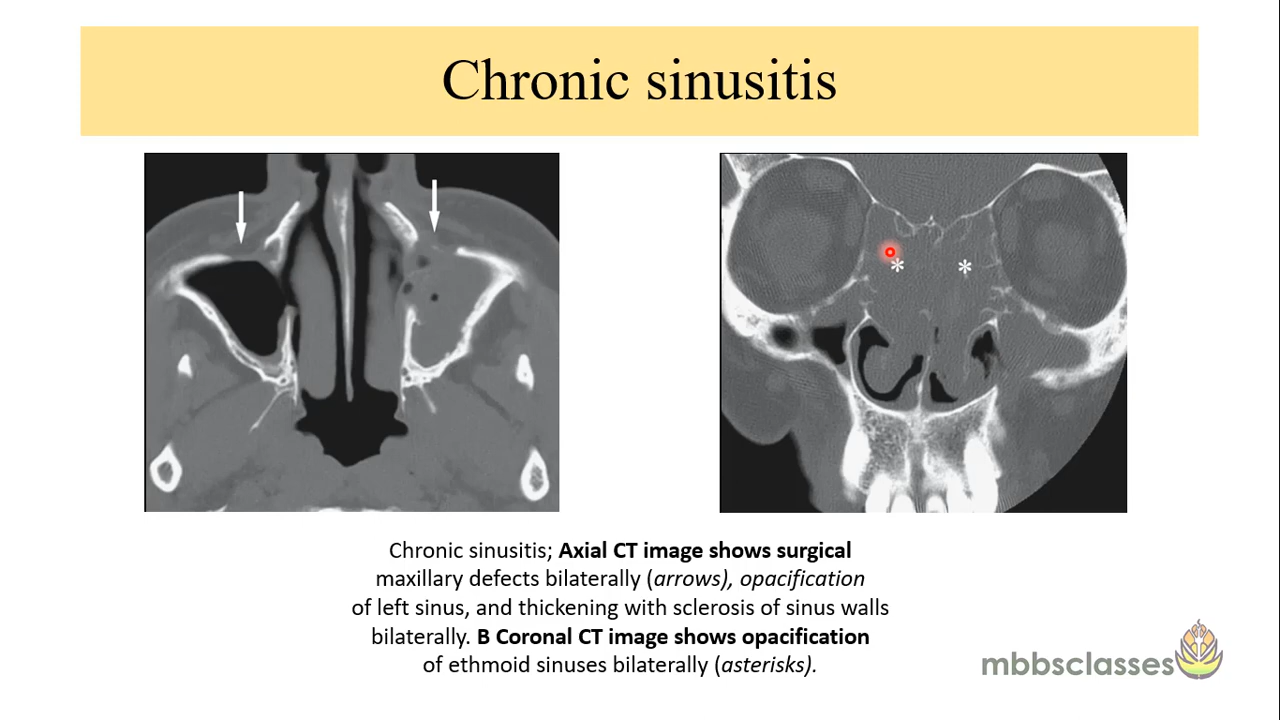 Chronic sinusitis
* *
Chronic sinusitis; Axial CT image shows surgical
maxillary defects bilaterally (arrows), opacification
of left sinus, and thickening with sclerosis of sinus walls
bilaterally. B Coronal CT image shows opacification
of ethmoid sinuses bilaterally (asterisks).
mbbsclasses